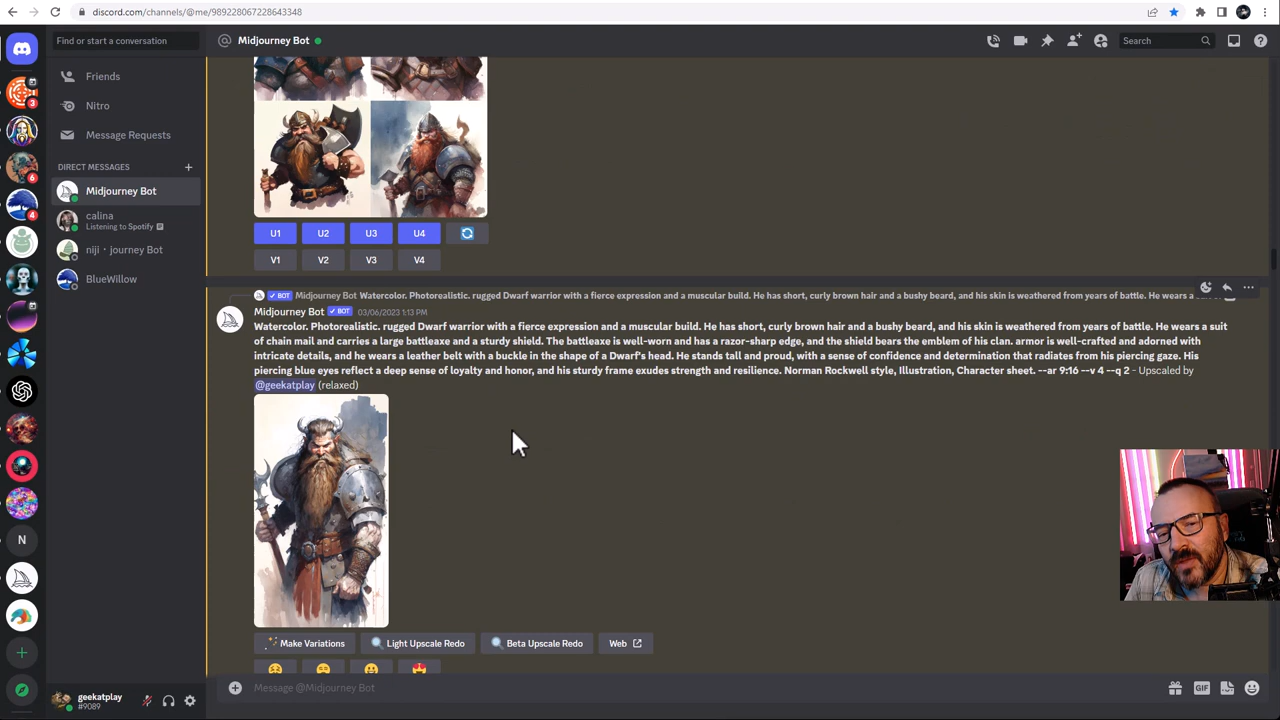 discord.com/channels/@me/989228067228643348
Find or start a conversation
Midjourney Bot
Search
Friends
3
Nitro
Message Requests
6
DIRECT MESSAGES
Midjourney Bot
4
calina
Listening to Spotify
niji・journey Bot
BlueWillow
U1 U2 U3 U4
V1 V2 V3 V4
BOT Midjourney Bot Watercolor. Photorealistic. rugged Dwarf warrior with a fierce expression and a muscular build. He has short, curly brown hair and a bushy beard, and his skin is weathered from years of battle. He wears a
Midjourney Bot BOT 03/06/2023 1:13 PM
Watercolor. Photorealistic. rugged Dwarf warrior with a fierce expression and a muscular build. He has short, curly brown hair and a bushy beard, and his skin is weathered from years of battle. He wears a suit
of chain mail and carries a large battleaxe and a sturdy shield. The battleaxe is well-worn and has a razor-sharp edge, and the shield bears the emblem of his clan. armor is well-crafted and adorned with
intricate details, and he wears a leather belt with a buckle in the shape of a Dwarf's head. He stands tall and proud, with a sense of confidence and determination that radiates from his piercing gaze. His
piercing blue eyes reflect a deep sense of loyalty and honor, and his sturdy frame exudes strength and resilience. Norman Rockwell style, Illustration, Character sheet. --ar 9:16 --v 4 --q 2 - Upscaled by
@geekatplay (relaxed)
N
Make Variations Light Upscale Redo Beta Upscale Redo Web
Message @Midjourney Bot
GIF
geekatplay
#9089